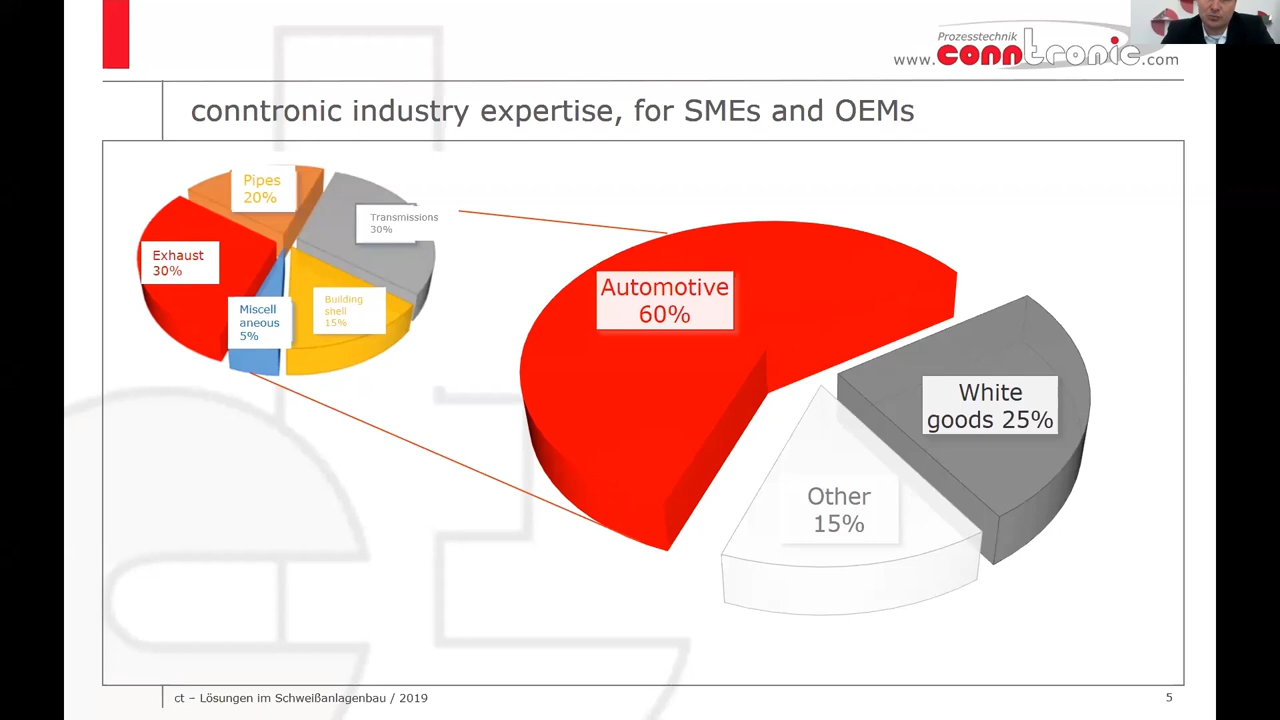 Prozesstechnik
www.conntronic.com
conntronic industry expertise, for SMEs and OEMs
Pipes
20%
Transmissions
30%
Exhaust
30%
Building
shell
15%
Miscell
aneous
5%
Automotive
60%
White
goods 25%
Other
15%
ct – Lösungen im Schweißanlagenbau / 2019
5